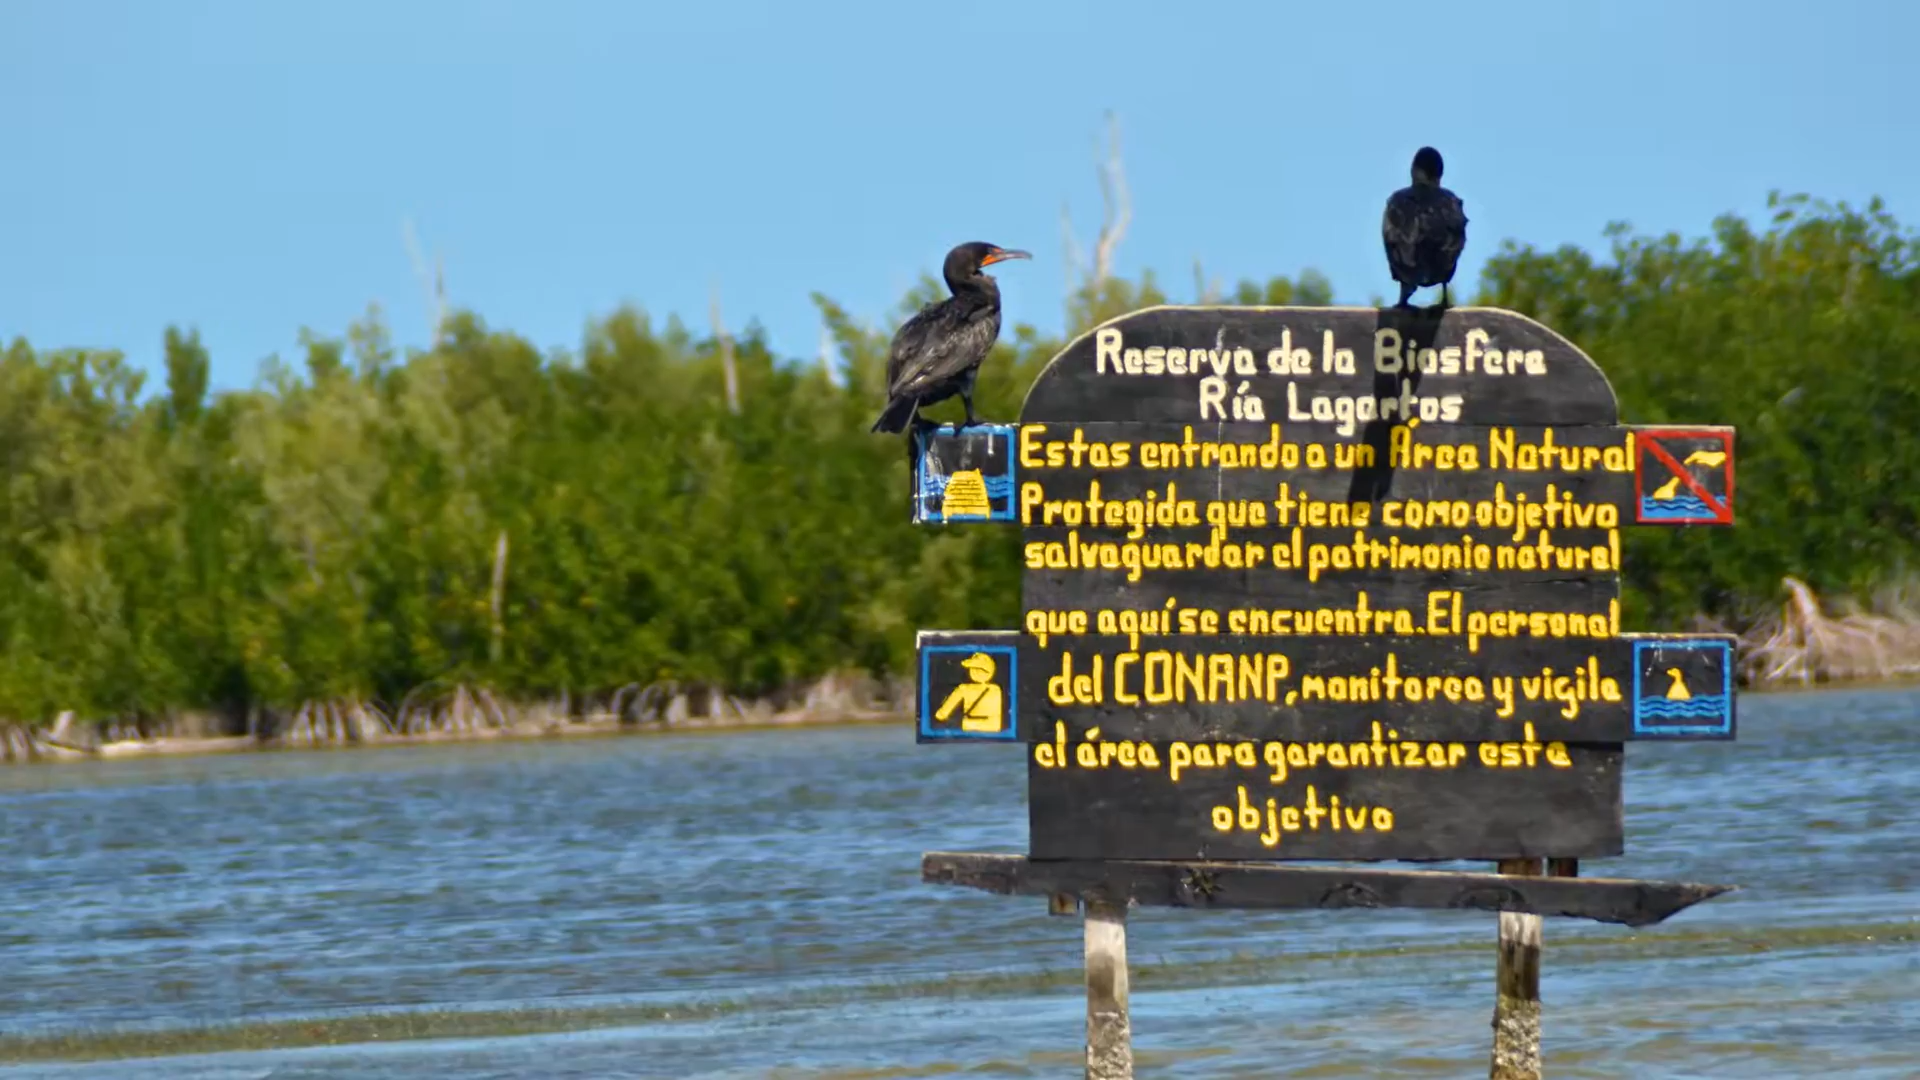 Reserva de la Biosfera
Ría Lagartos
Estas entrando a un Área Natural
Protegida que tiene como objetivo
salvaguardar el patrimonio natural
que aquí se encuentra. El personal
del CONANP, monitorea y vigila
el área para garantizar este
objetivo